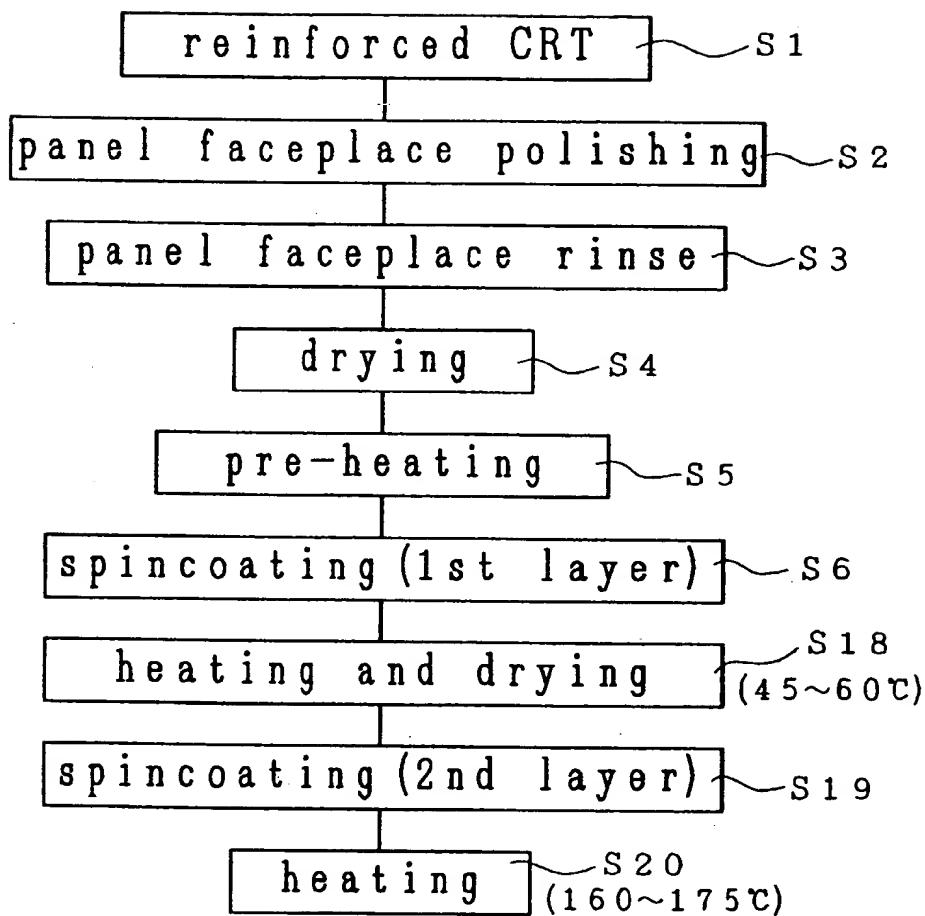 reinforced CRT S1
panel faceplace polishing S2
panel faceplace rinse S3
drying S4
pre-heating S5
spincoating (1st layer) S6
heating and drying S18
(45~60℃)
spincoating (2nd layer) S19
heating S20
(160~175℃)